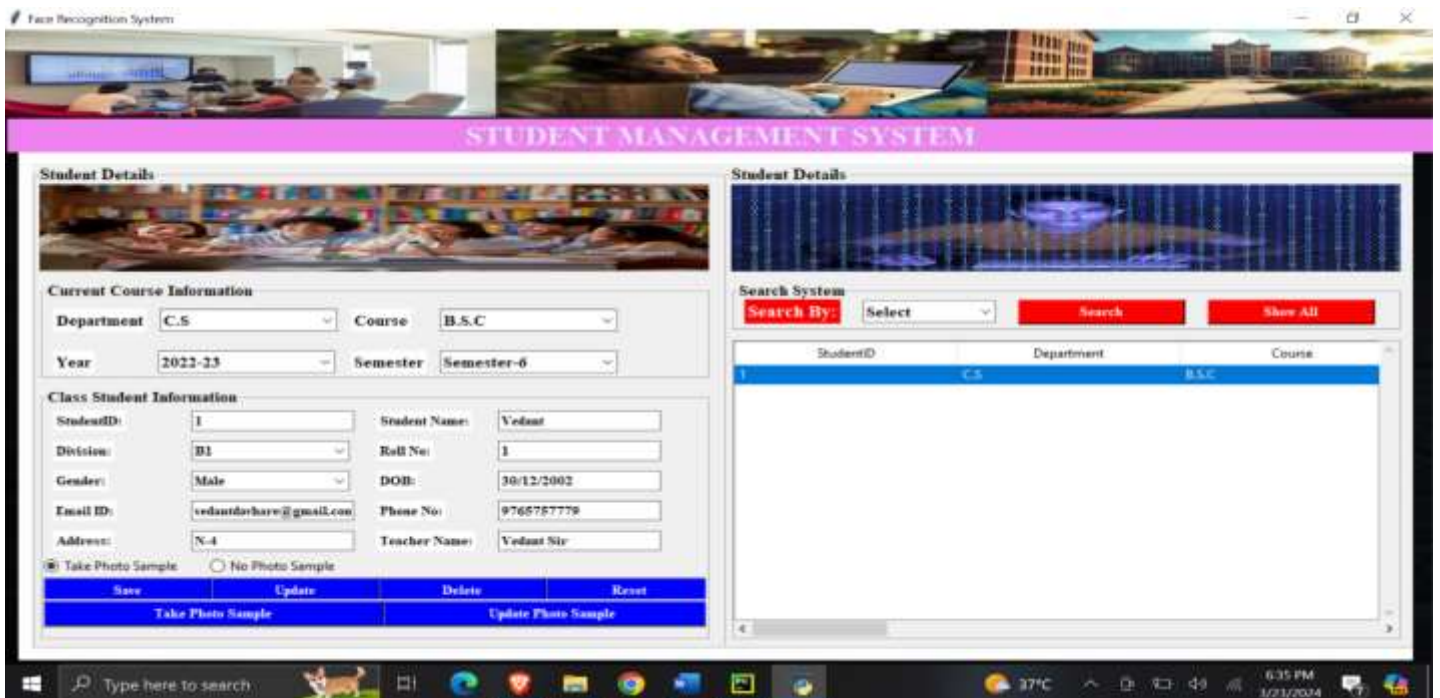 Face Recognition System
STUDENT MANAGEMENT SYSTEM
Student Details
Current Course Information
Department C.S Course B.S.C
Year 2022-23 Semester Semester-6
Class Student Information
StudentID: 1 Student Name: Vedant
Division: B1 Roll No: 1
Gender: Male DOB: 30/12/2002
Email ID: Phone No: 9765757779
Address: N-4 Teacher Name: Vedant Sir
Take Photo Sample No Photo Sample
Save Update Delete Reset
Take Photo Sample Update Photo Sample
Student Details
Search System
Search By: Select Search Show All
StudentID Department Course
1 C.S B.S.C
Type here to search 37°C 6:35 PM
3/23/2024